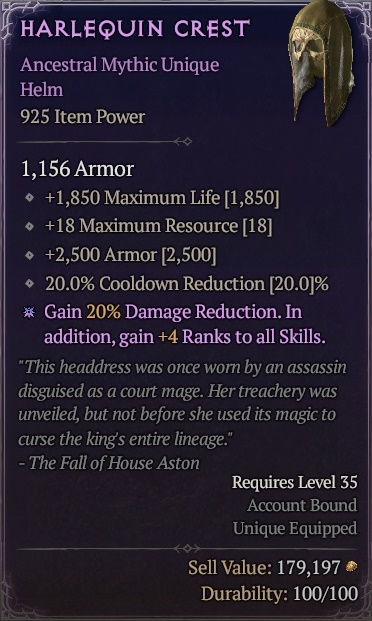 HARLEQUIN CREST
Ancestral Mythic Unique
Helm
925 Item Power
1,156 Armor
+1,850 Maximum Life [1,850]
+18 Maximum Resource [18]
+2,500 Armor [2,500]
20.0% Cooldown Reduction [20.0]%
Gain 20% Damage Reduction. In
addition, gain +4 Ranks to all Skills.
"This headdress was once worn by an assassin
disguised as a court mage. Her treachery was
unveiled, but not before she used its magic to
curse the king's entire lineage."
- The Fall of House Aston
Requires Level 35
Account Bound
Unique Equipped
Sell Value: 179,197
Durability: 100/100